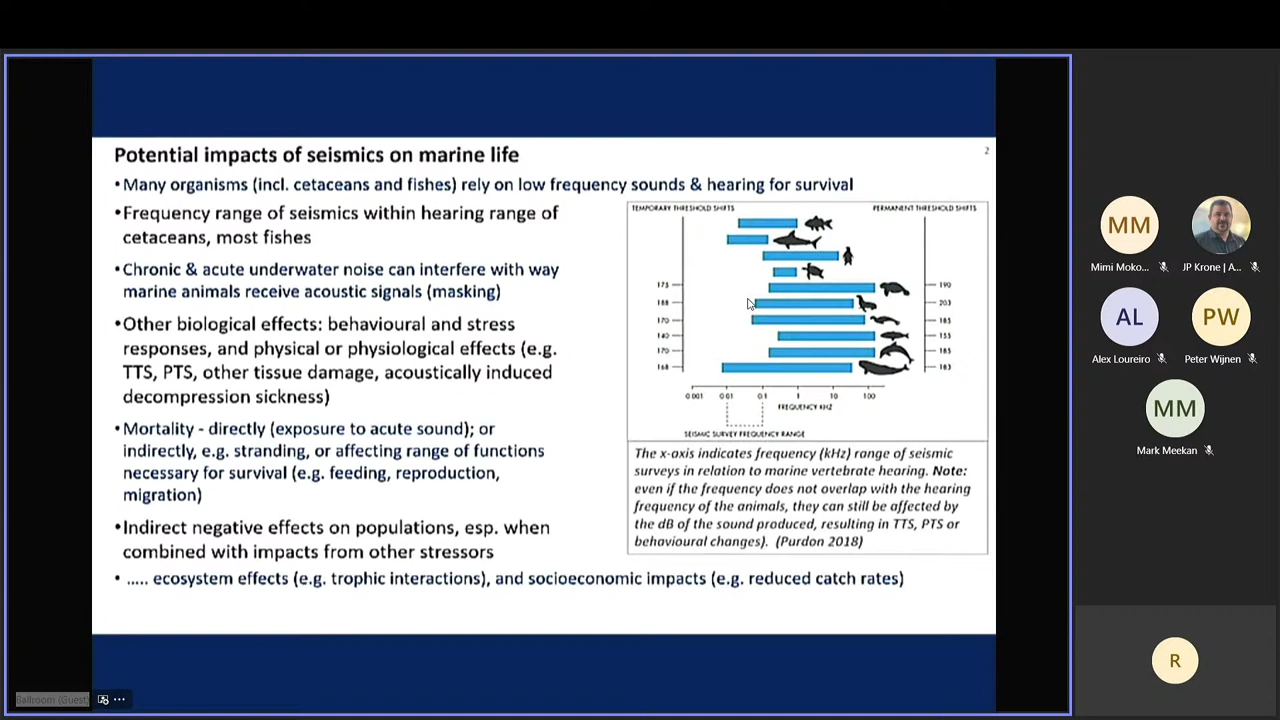 Potential impacts of seismics on marine life
2
•Many organisms (incl. cetaceans and fishes) rely on low frequency sounds & hearing for survival
•Frequency range of seismics within hearing range of
cetaceans, most fishes
•Chronic & acute underwater noise can interfere with way
marine animals receive acoustic signals (masking)
•Other biological effects: behavioural and stress
responses, and physical or physiological effects (e.g.
TTS, PTS, other tissue damage, acoustically induced
decompression sickness)
•Mortality - directly (exposure to acute sound); or
indirectly, e.g. stranding, or affecting range of functions
necessary for survival (e.g. feeding, reproduction,
migration)
•Indirect negative effects on populations, esp. when
combined with impacts from other stressors
• ..... ecosystem effects (e.g. trophic interactions), and socioeconomic impacts (e.g. reduced catch rates)
TEMPORARY THRESHOLD SHIFTS
PERMANENT THRESHOLD SHIFTS
175 190
188 203
170 185
140 155
170 185
168 183
0.001 0.01 0.1 1 10 100
FREQUENCY KHZ
SEISMIC SURVEY FREQUENCY RANGE
The x-axis indicates frequency (kHz) range of seismic
surveys in relation to marine vertebrate hearing. Note:
even if the frequency does not overlap with the hearing
frequency of the animals, they can still be affected by
the dB of the sound produced, resulting in TTS, PTS or
behavioural changes). (Purdon 2018)
MM
Mimi Moko...
JP Krone | A...
AL
Alex Loureiro
PW
Peter Wijnen
MM
Mark Meekan
R
Ballroom (Guest)